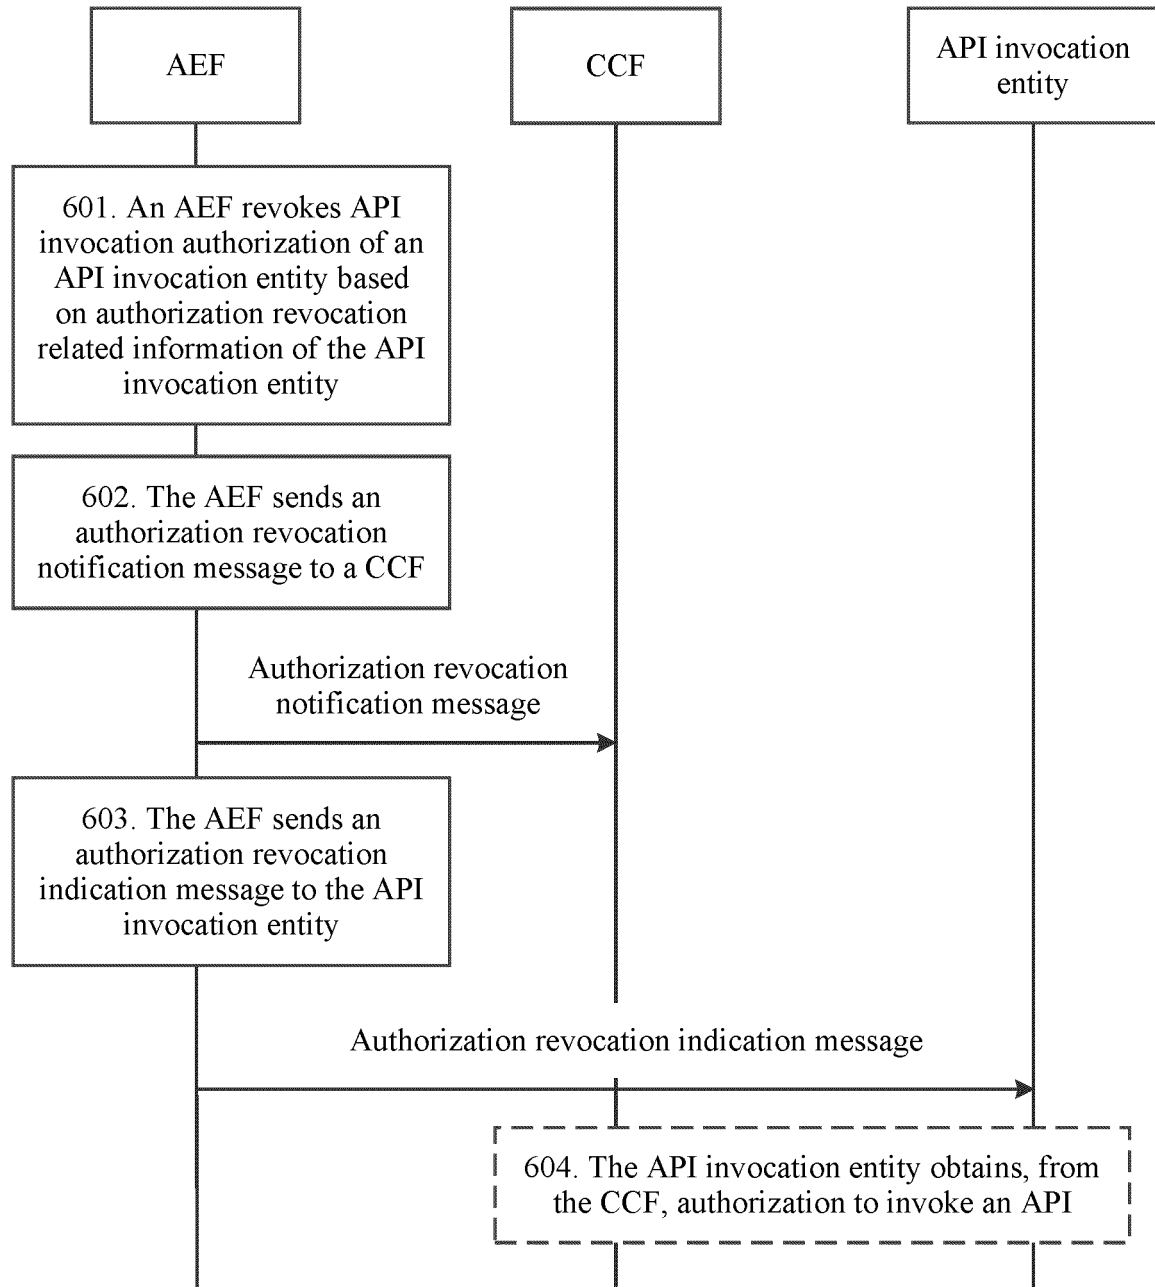 AEF
CCF
API invocation
entity
601. An AEF revokes API
invocation authorization of an
API invocation entity based
on authorization revocation
related information of the API
invocation entity
602. The AEF sends an
authorization revocation
notification message to a CCF
Authorization revocation
notification message
603. The AEF sends an
authorization revocation
indication message to the API
invocation entity
Authorization revocation indication message
604. The API invocation entity obtains, from
the CCF, authorization to invoke an API